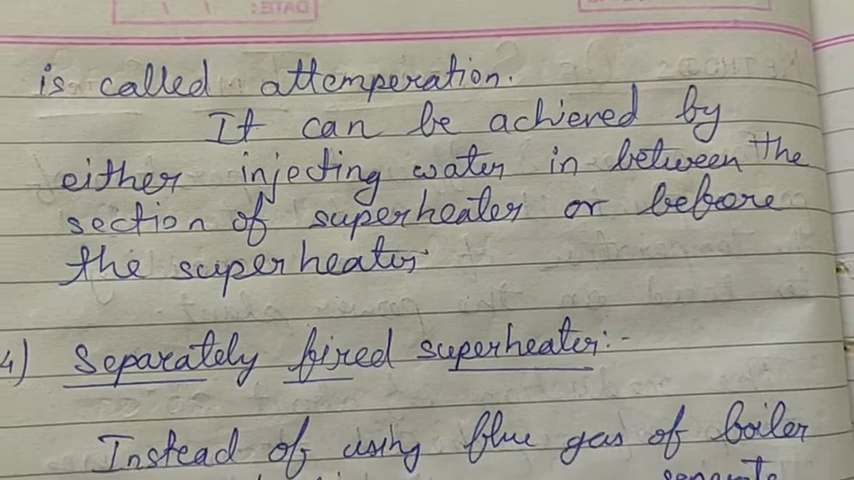 is called attemperation.
It can be achieved by
either injecting water in between the
section of superheater or before
the superheater
4) Separately fired superheater:-
Instead of using flue gas of boiler
separate